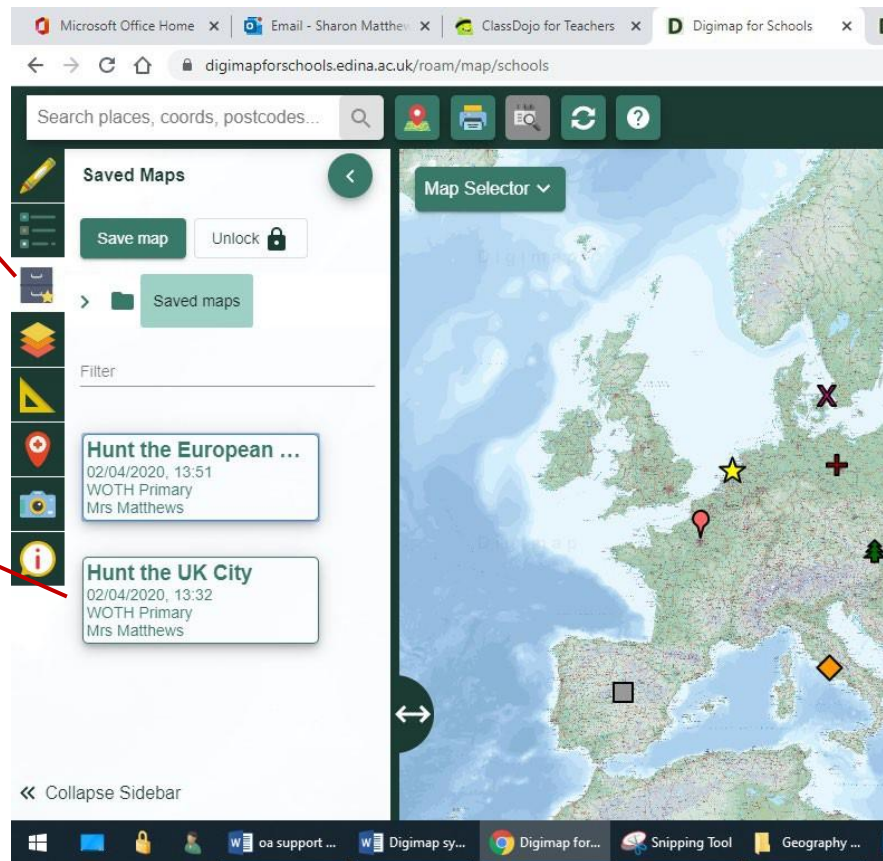 Microsoft Office Home
Email - Sharon Matthew
ClassDojo for Teachers
D Digimap for Schools
digimapforschools.edina.ac.uk/roam/map/schools
Search places, coords, postcodes...
Saved Maps
Map Selector
Save map
Unlock
Saved maps
Filter
Hunt the European ...
02/04/2020, 13:51
WOTH Primary
Mrs Matthews
Hunt the UK City
02/04/2020, 13:32
WOTH Primary
Mrs Matthews
Digimap
Digimap
Collapse Sidebar
oa support ...
Digimap sy...
Digimap for...
Snipping Tool
Geography ...